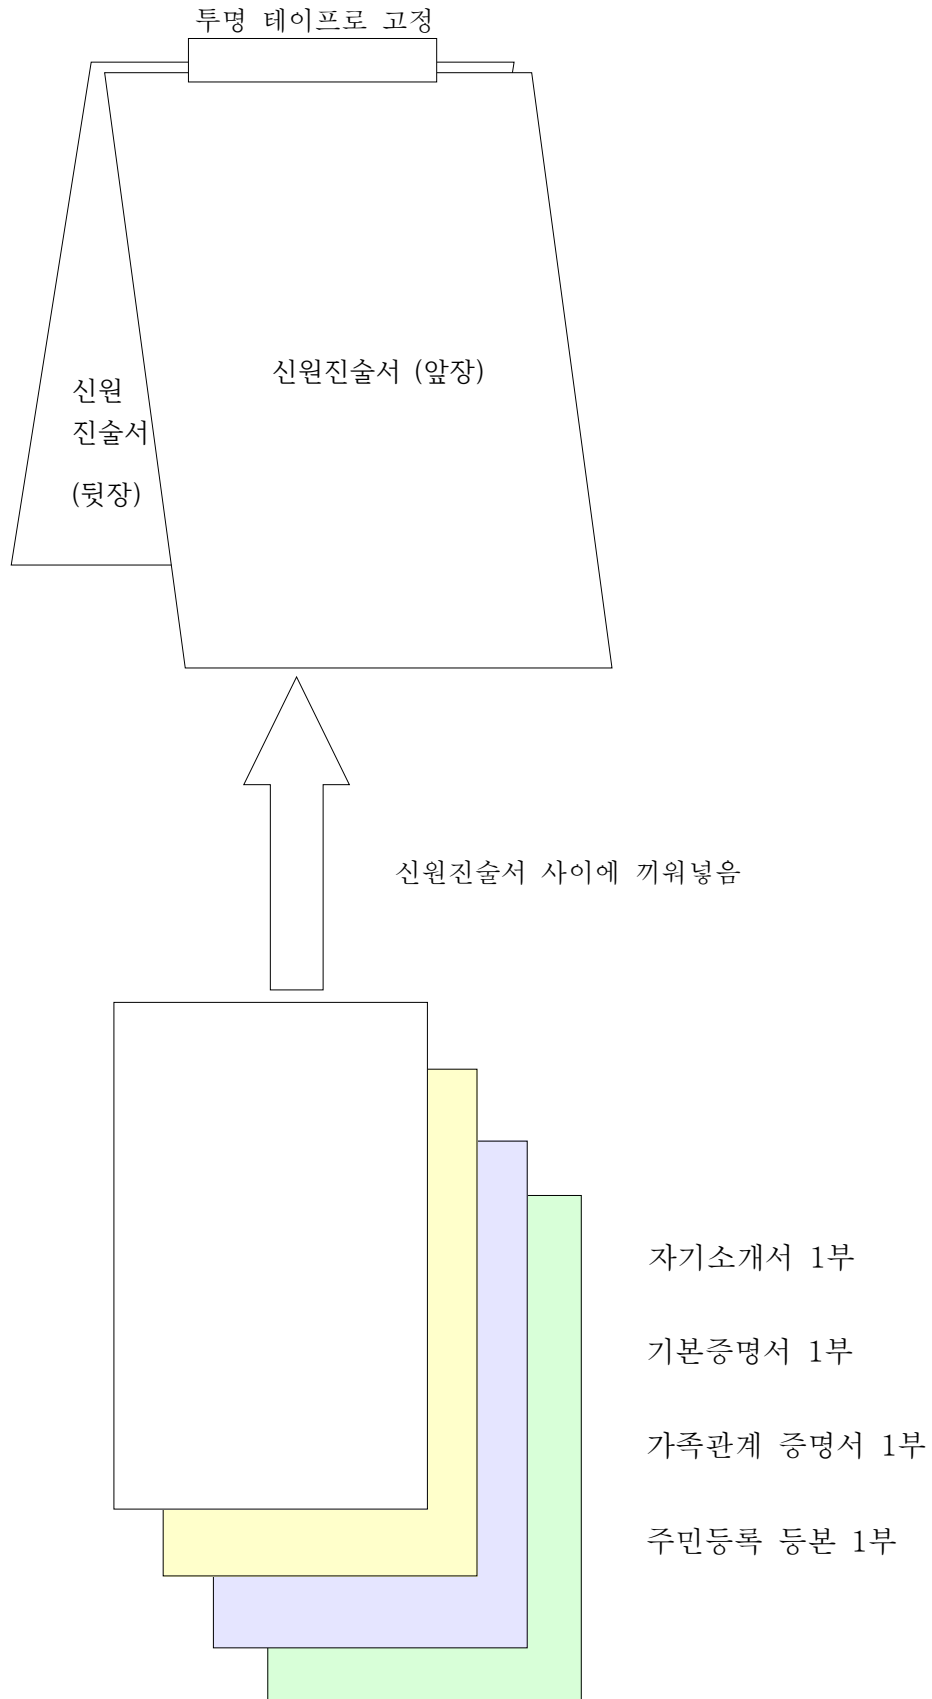 투명 테이프로 고정
신원진술서 (앞장)
신원
진술서
(뒷장)
신원진술서 사이에 끼워넣음
자기소개서 1부
기본증명서 1부
가족관계 증명서 1부
주민등록 등본 1부